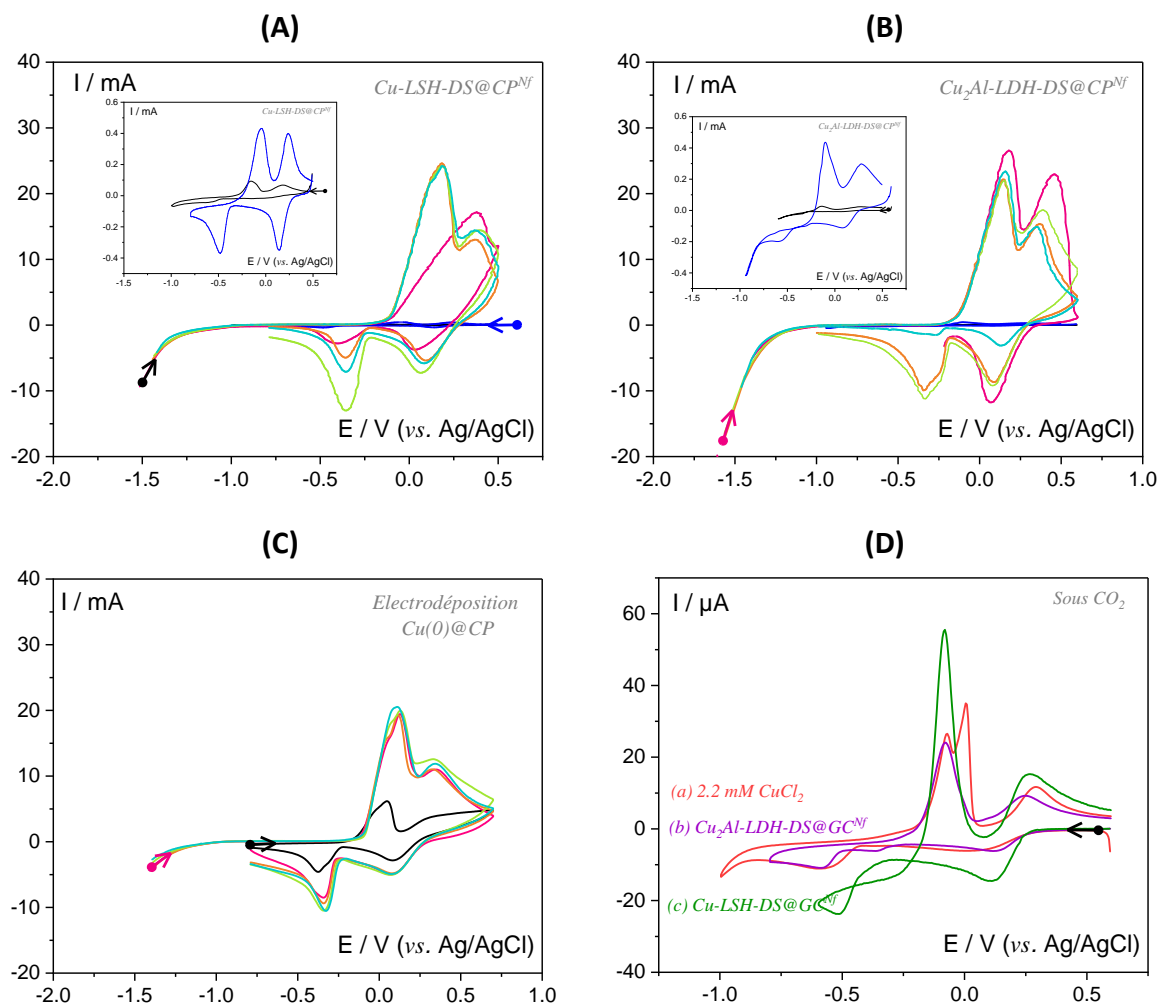 (A)
I / mA
Cu-LSH-DS@CP^Nf
I / mA
Cu-LSH-DS@CP^Nf
E / V (vs. Ag/AgCl)
0.6
0.4
0.2
0.0
-0.2
-0.4
-1.5 -1.0 -0.5 0.0 0.5
E / V (vs. Ag/AgCl)
40
30
20
10
0
-10
-20
-2.0 -1.5 -1.0 -0.5 0.0 0.5
(B)
I / mA
Cu₂Al-LDH-DS@CP^Nf
I / mA
Cu₂Al-LDH-DS@CP^Nf
E / V (vs. Ag/AgCl)
0.6
0.4
0.2
0.0
-0.2
-0.4
-1.5 -1.0 -0.5 0.0 0.5
E / V (vs. Ag/AgCl)
40
30
20
10
0
-10
-20
-2.0 -1.5 -1.0 -0.5 0.0 0.5 1.0
(C)
I / mA
Electrodéposition
Cu(0)@CP
E / V (vs. Ag/AgCl)
40
30
20
10
0
-10
-20
-2.0 -1.5 -1.0 -0.5 0.0 0.5 1.0
(D)
I / µA
Sous CO₂
(a) 2.2 mM CuCl₂
(b) Cu₂Al-LDH-DS@GC^Nf
(c) Cu-LSH-DS@GC^Nf
E / V (vs. Ag/AgCl)
60
40
20
0
-20
-40
-1.0 -0.5 0.0 0.5